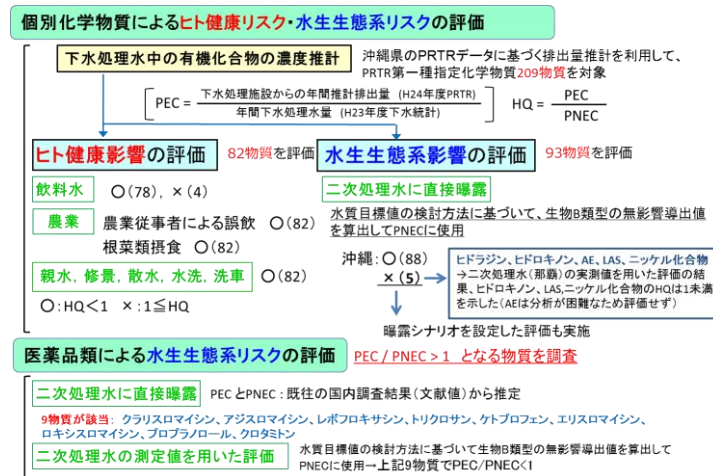 個別化学物質によるヒト健康リスク・水生生態系リスクの評価
下水処理水中の有機化合物の濃度推計
沖縄県のPRTRデータに基づく排出量推計を利用して、
PRTR第一種指定化学物質209物質を対象
PEC = 下水処理施設からの年間推計排出量 (H24年度PRTR)
年間下水処理水量 (H23年度下水統計)
HQ = PEC
PNEC
ヒト健康影響の評価 82物質を評価
水生生態系影響の評価 93物質を評価
飲料水 〇(78), ×(4)
農業 農業従事者による誤飲 〇(82)
根菜類摂食 〇(82)
親水, 修景, 散水, 水洗, 洗車 〇(82)
〇:HQ<1 ×:1≦HQ
二次処理水に直接曝露
水質目標値の検討方法に基づいて、生物B類型の無影響導出値
を算出してPNECに使用
沖縄:〇(88)
×(5)
ヒドラジン、ヒドロキノン、AE、LAS、ニッケル化合物
→二次処理水(那覇)の実測値を用いた評価の結
果、ヒドロキノン、LAS,ニッケル化合物のHQは1未満
を示した(AEは分析が困難なため評価せず)
曝露シナリオを設定した評価も実施
医薬品類による水生生態系リスクの評価 PEC / PNEC > 1 となる物質を調査
二次処理水に直接曝露 PECとPNEC:既往の国内調査結果(文献値)から推定
9物質が該当: クラリスロマイシン、アジスロマイシン、レボフロキサシン、トリクロサン、ケトプロフェン、エリスロマイシン、
ロキシスロマイシン、プロプラノロール、クロタミトン
二次処理水の測定値を用いた評価
水質目標値の検討方法に基づいて生物B類型の無影響導出値を算出して
PNECに使用→上記9物質でPEC/PNEC<1